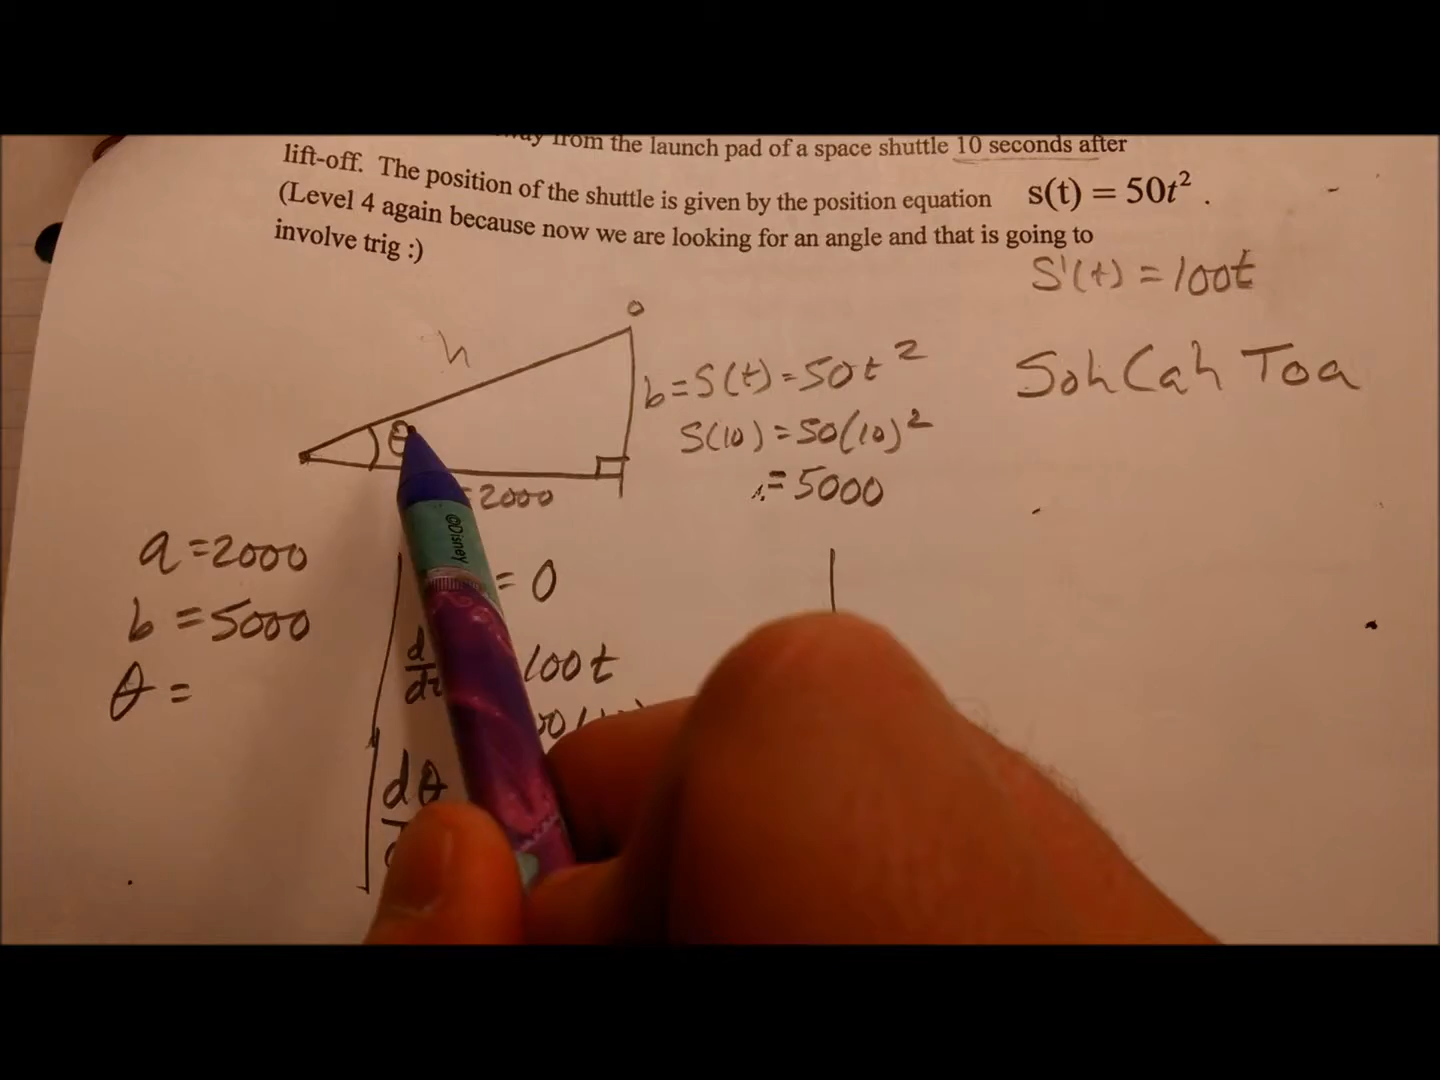 from the launch pad of a space shuttle 10 seconds after
lift-off. The position of the shuttle is given by the position equation s(t) = 50t² .
(Level 4 again because now we are looking for an angle and that is going to
involve trig :)
S'(t) = 100t
h
b = S(t) = 50t²
Soh Cah Toa
θ
S(10) = 50(10)²
= 5000
= 2000
©Disney
a = 2000
= 0
b = 5000
100t
θ =
dθ